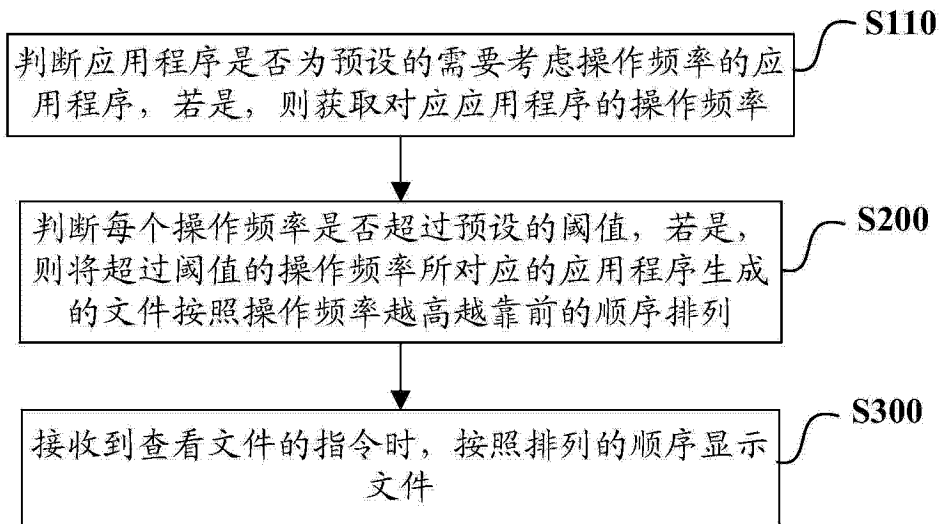 S110
判断应用程序是否为预设的需要考虑操作频率的应
用程序，若是，则获取对应应用程序的操作频率
S200
判断每个操作频率是否超过预设的阈值，若是，
则将超过阈值的操作频率所对应的应用程序生成
的文件按照操作频率越高越靠前的顺序排列
S300
接收到查看文件的指令时，按照排列的顺序显示
文件